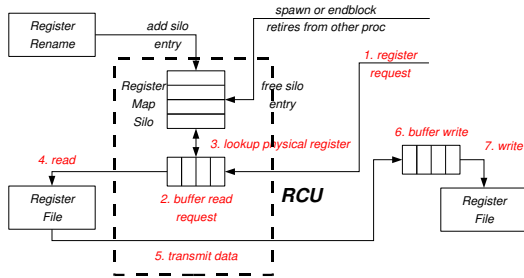 Register
Rename
add silo
entry
spawn or endblock
retires from other proc
1. register
request
Register
Map
Silo
free silo
entry
3. lookup physical register
4. read
6. buffer write
7. write
2. buffer read
request
RCU
Register
File
Register
File
5. transmit data